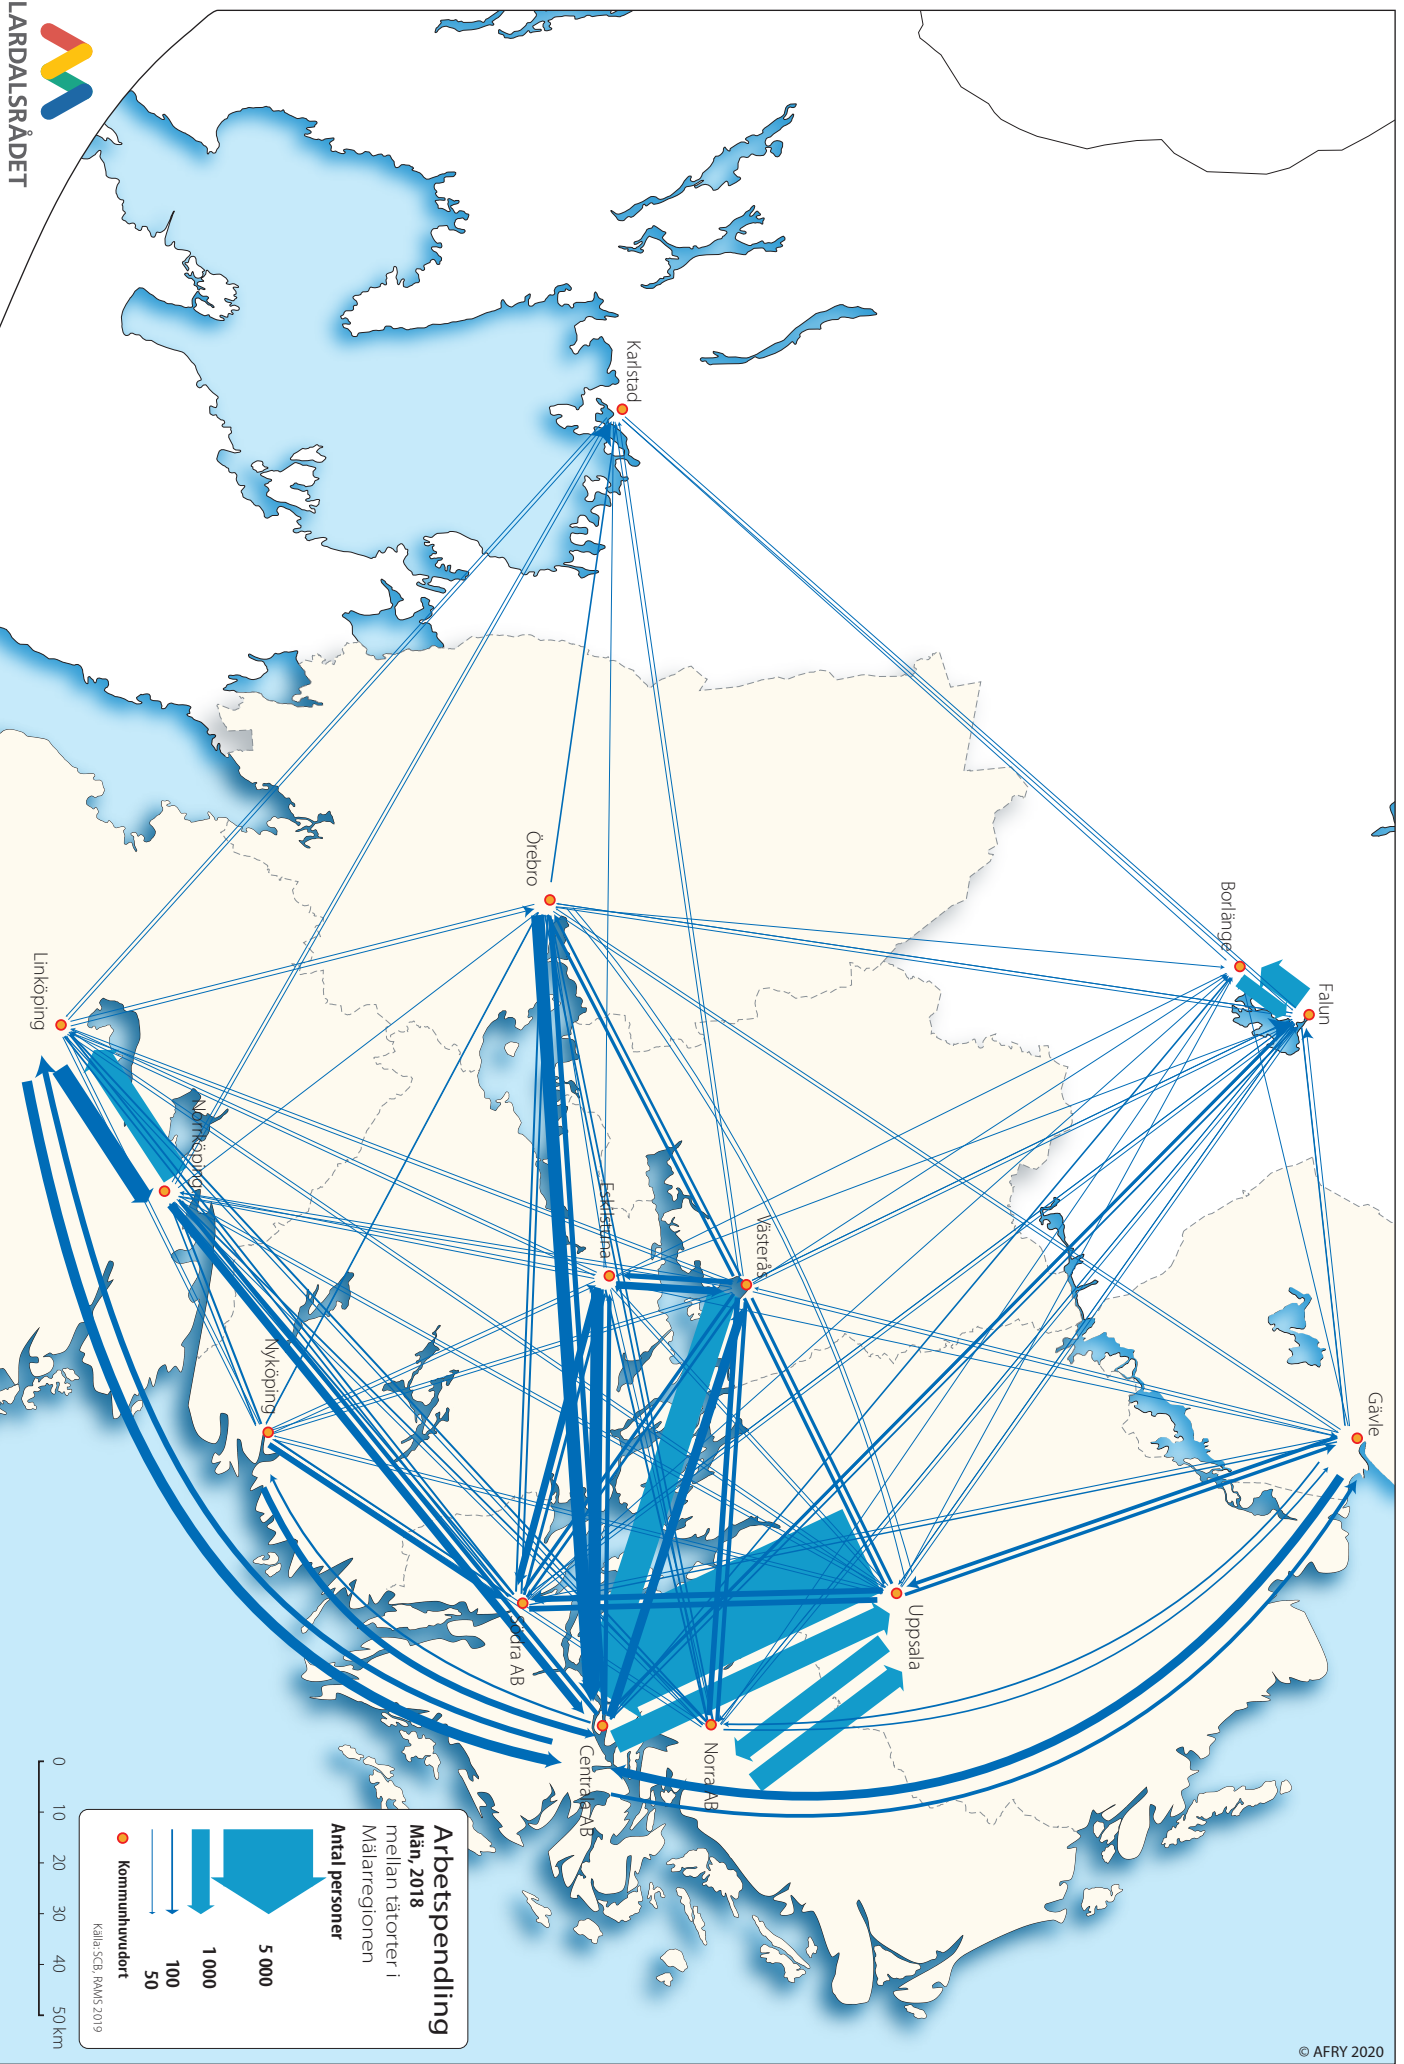 LARDALSRÅDET
Karlstad
Borlänge
Falun
Gävle
Örebro
Linköping
Norrköping
Eskilstuna
Västerås
Nyköping
Uppsala
Södra AB
Norra AB
Centrala AB
Arbetspendling
Män, 2018
mellan tätorter i
Mälarregionen
Antal personer
5 000
1 000
100
50
Kommunhuvudort
Källa: SCB, RAMS 2019
0 10 20 30 40 50 km
© AFRY 2020